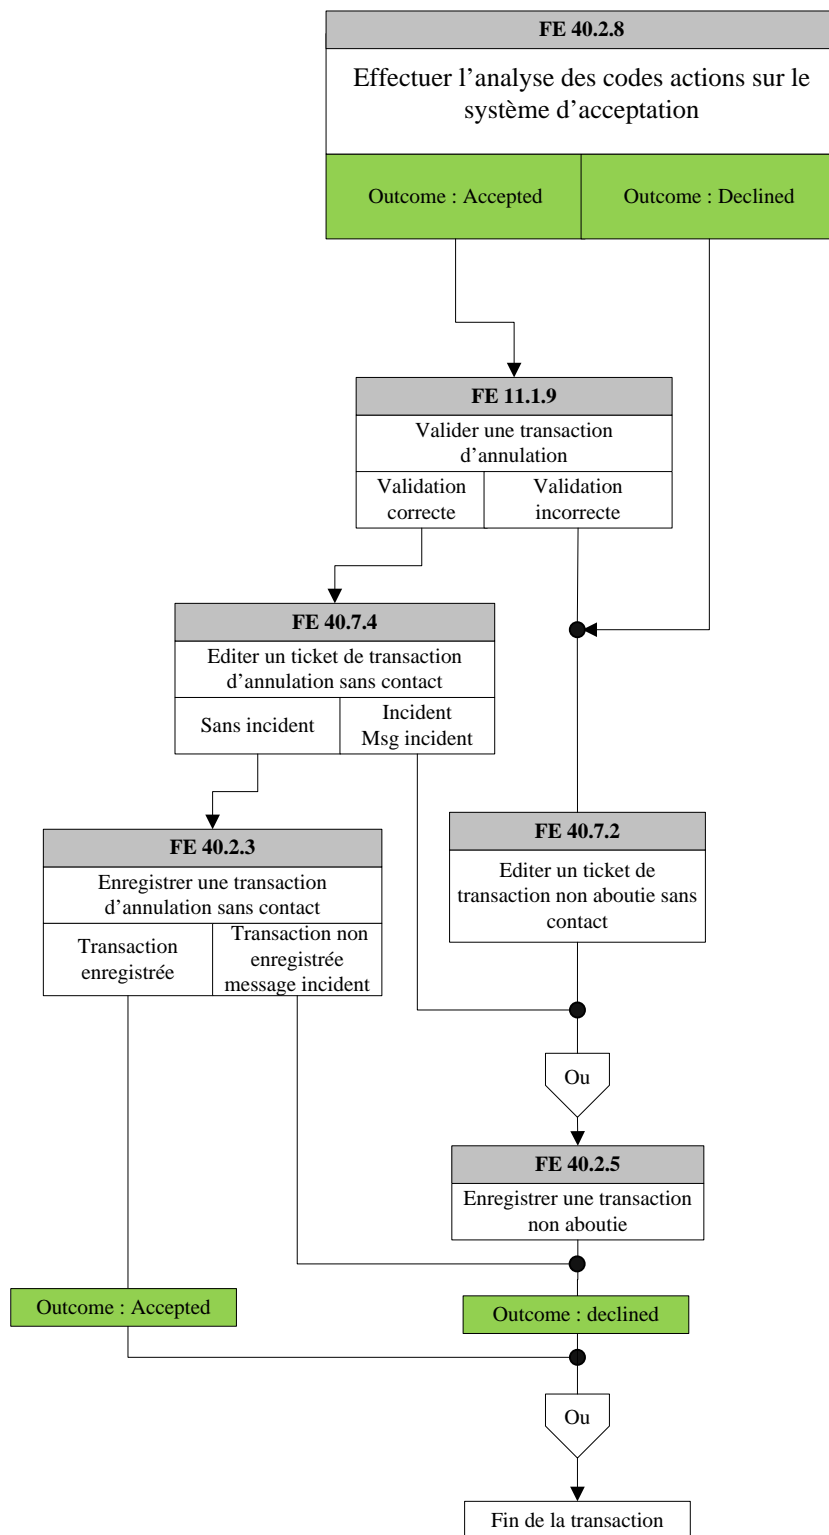 FE 40.2.8
Effectuer l’analyse des codes actions sur le
système d’acceptation
Outcome : Accepted
Outcome : Declined
FE 11.1.9
Valider une transaction
d’annulation
Validation
correcte
Validation
incorrecte
FE 40.7.4
Editer un ticket de transaction
d’annulation sans contact
Sans incident
Incident
Msg incident
FE 40.2.3
Enregistrer une transaction
d’annulation sans contact
Transaction
enregistrée
Transaction non
enregistrée
message incident
FE 40.7.2
Editer un ticket de
transaction non aboutie sans
contact
Ou
FE 40.2.5
Enregistrer une transaction
non aboutie
Outcome : Accepted
Outcome : declined
Ou
Fin de la transaction